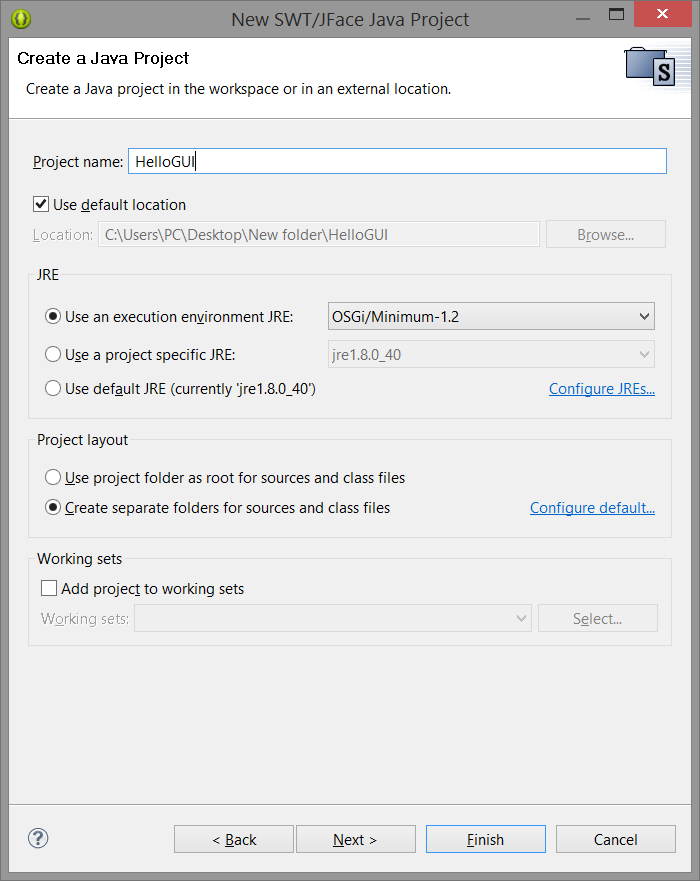 New SWT/JFace Java Project
Create a Java Project
Create a Java project in the workspace or in an external location.
S
Project name: HelloGUI
Use default location
Location: C:\Users\PC\Desktop\New folder\HelloGUI Browse...
JRE
Use an execution environment JRE: OSGi/Minimum-1.2
Use a project specific JRE: jre1.8.0_40
Use default JRE (currently 'jre1.8.0_40') Configure JREs...
Project layout
Use project folder as root for sources and class files
Create separate folders for sources and class files Configure default...
Working sets
Add project to working sets
Working sets: Select...
? < Back Next > Finish Cancel